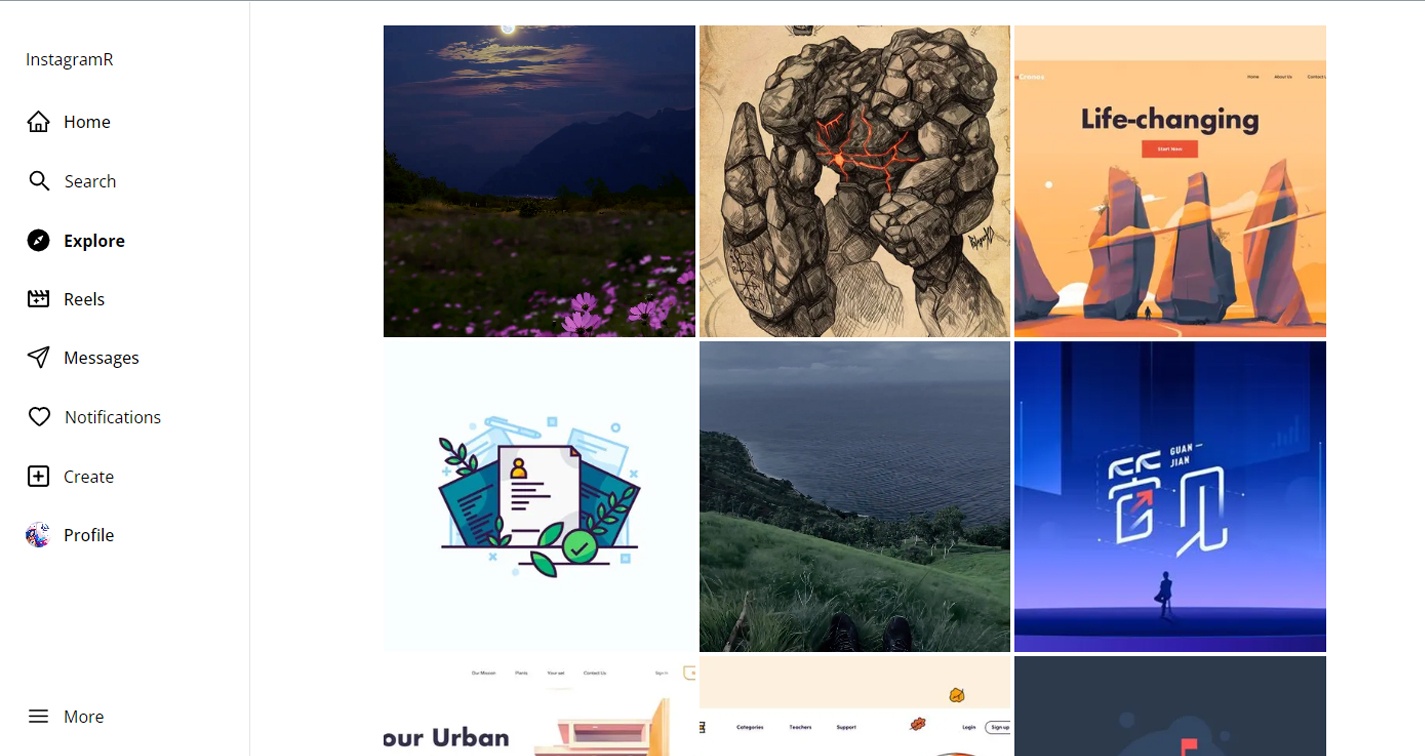 InstagramR
Home
Search
Explore
Reels
Messages
Notifications
Create
Profile
More
Cronos
Home About Us Contact u
Life-changing
Start Now
GUAN —
JIAN
管见
Our Mission Plants Your set Contact Us Sign In
our Urban
Categories Teachers Support Login Sign up